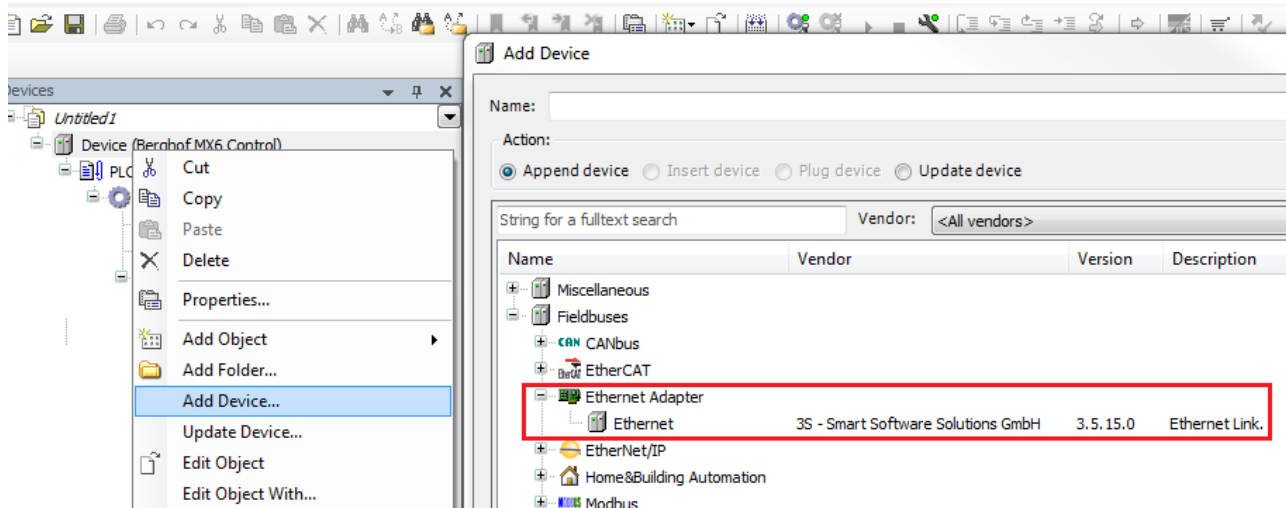 Add Device
Devices
Untitled1
Name:
Device (Berghof MX6 Control)
Action:
PLC
Cut
Append device Insert device Plug device Update device
Copy
String for a fulltext search Vendor: <All vendors>
Paste
Delete
Name Vendor Version Description
Properties...
Miscellaneous
Fieldbuses
Add Object
CAN CANbus
Add Folder...
EtherCAT EtherCAT
Add Device...
Ethernet Adapter
Update Device...
Ethernet 3S - Smart Software Solutions GmbH 3.5.15.0 Ethernet Link.
Edit Object
EtherNet/IP
Home&Building Automation
Edit Object With...
Modbus